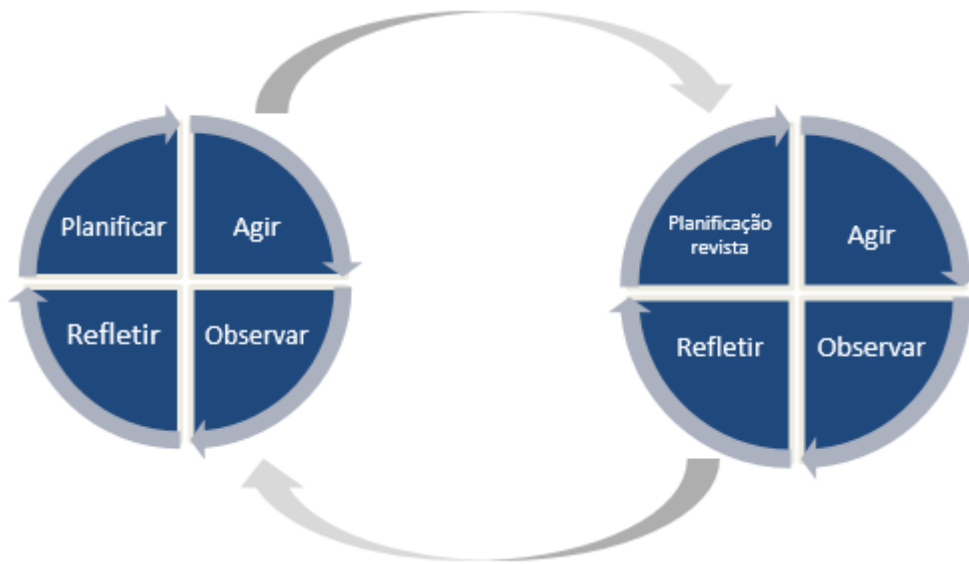 Planificar
Agir
Refletir
Observar
Planificação
revista
Agir
Refletir
Observar